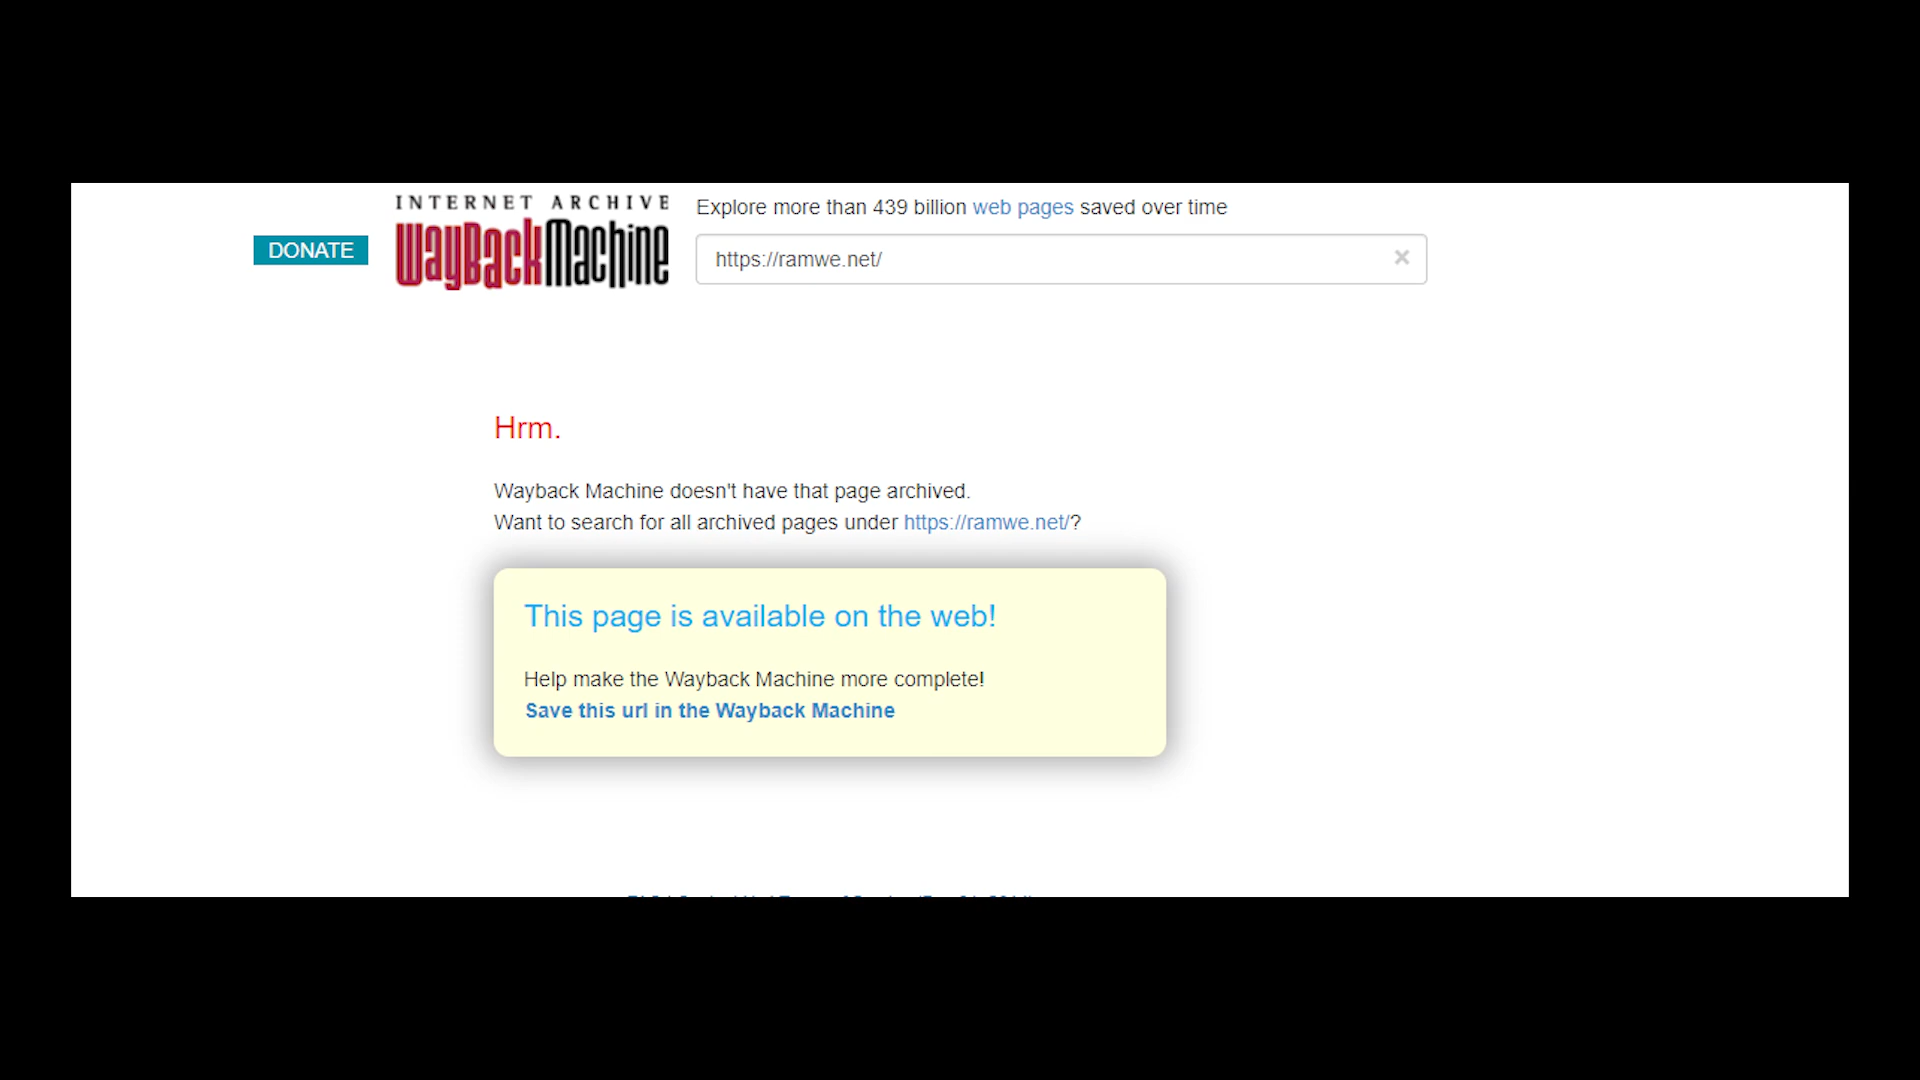 INTERNET ARCHIVE
WayBackMachine
DONATE
Explore more than 439 billion web pages saved over time
https://ramwe.net/
Hrm.
Wayback Machine doesn't have that page archived.
Want to search for all archived pages under https://ramwe.net/?
This page is available on the web!
Help make the Wayback Machine more complete!
Save this url in the Wayback Machine